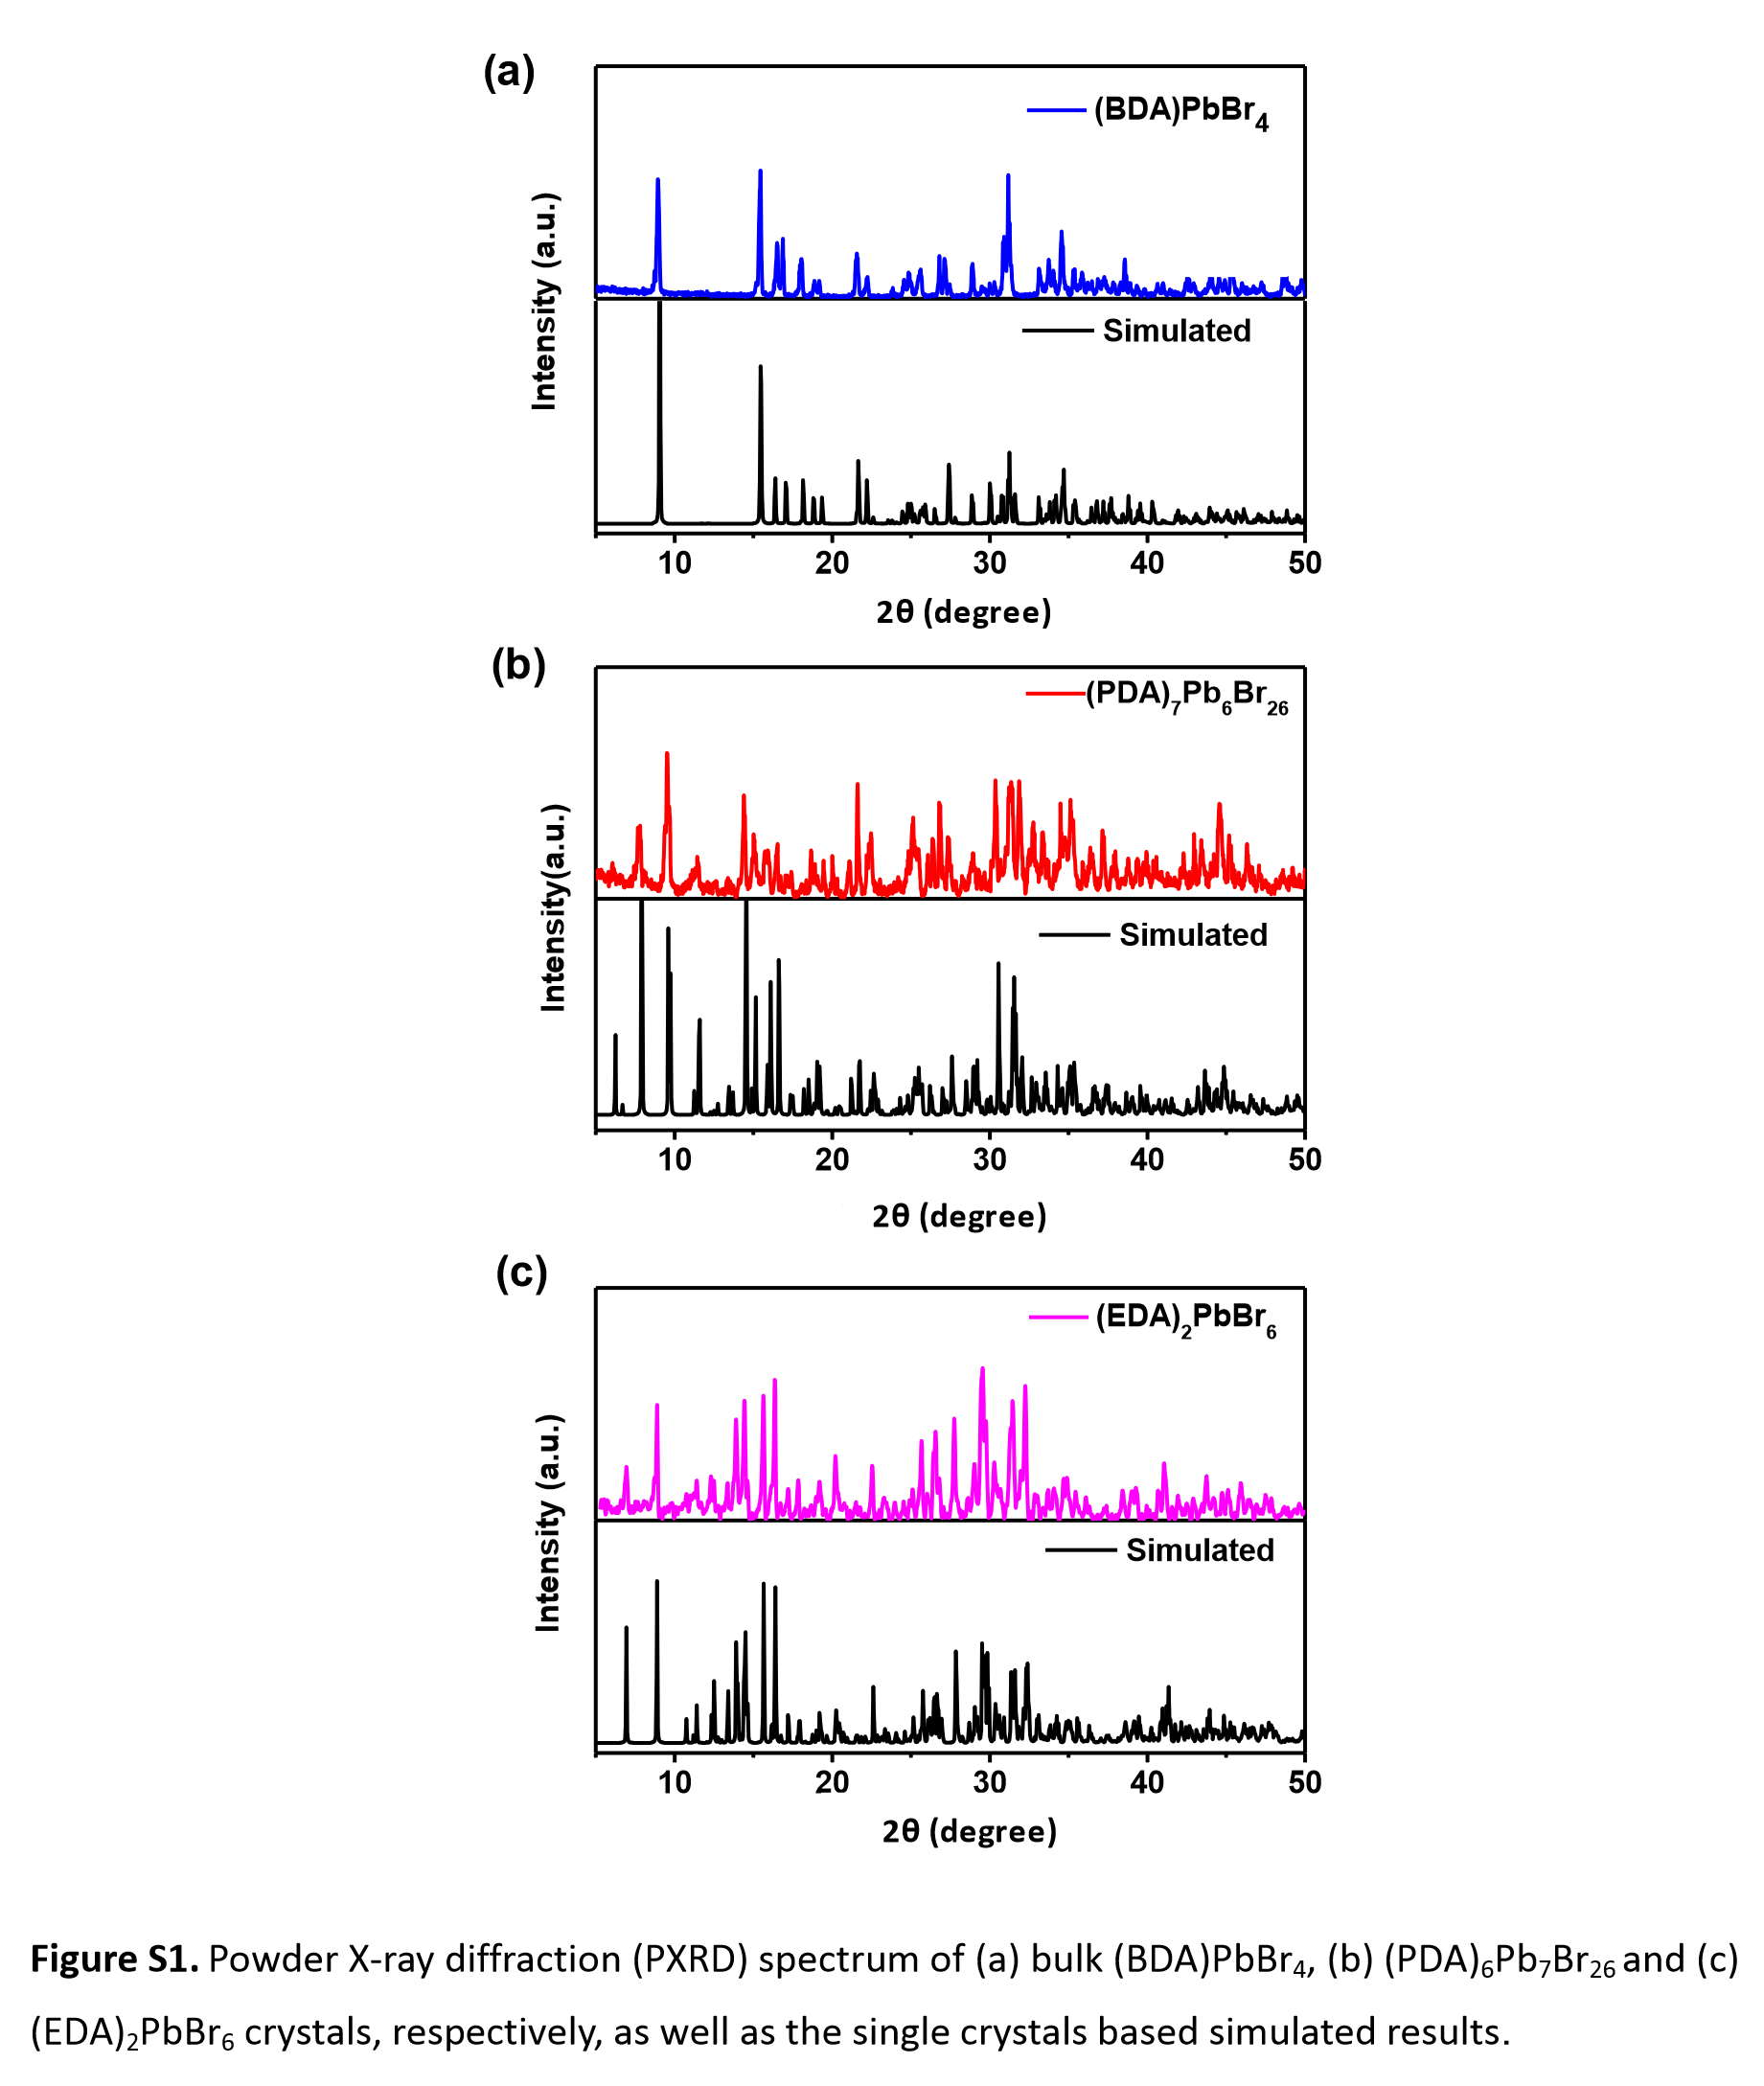 (a)
(BDA)PbBr4
Simulated
Intensity (a.u.)
10 20 30 40 50
2θ (degree)
(b)
(PDA)7Pb6Br26
Simulated
Intensity(a.u.)
10 20 30 40 50
2θ (degree)
(c)
(EDA)2PbBr6
Simulated
Intensity (a.u.)
10 20 30 40 50
2θ (degree)
Figure S1. Powder X-ray diffraction (PXRD) spectrum of (a) bulk (BDA)PbBr4, (b) (PDA)6Pb7Br26 and (c)
(EDA)2PbBr6 crystals, respectively, as well as the single crystals based simulated results.